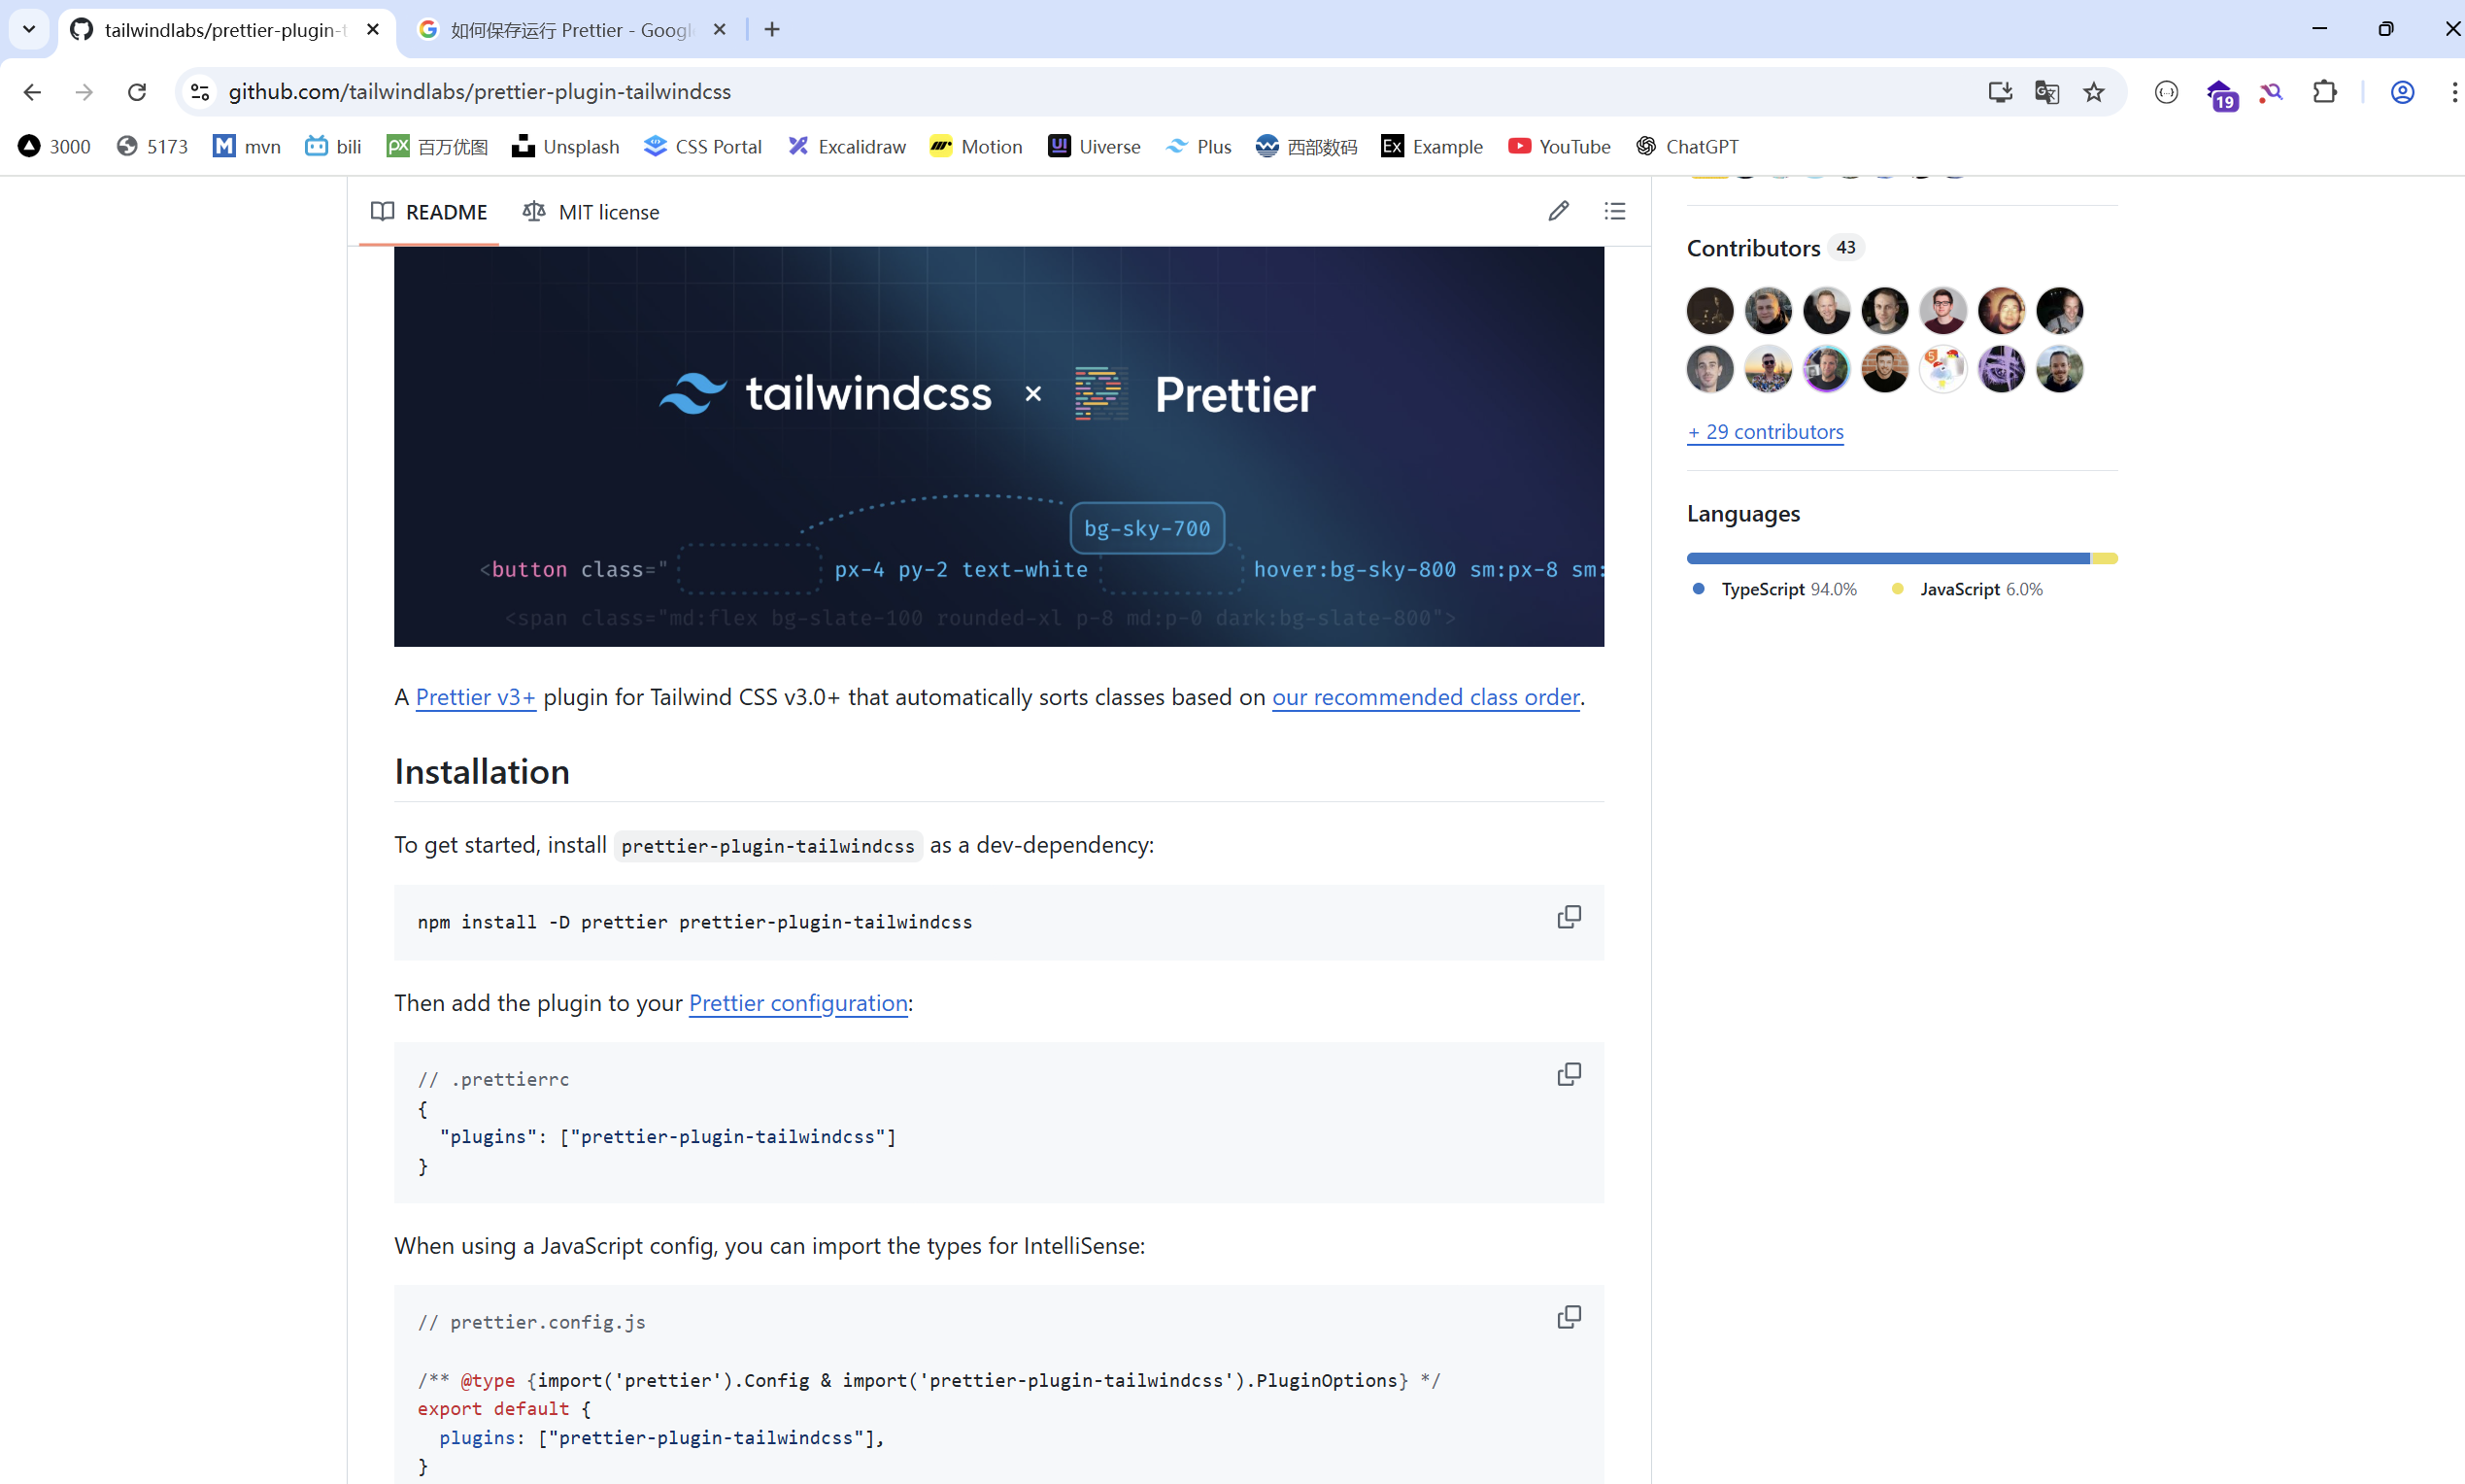 tailwindlabs/prettier-plugin-t
如何保存运行 Prettier - Googl
github.com/tailwindlabs/prettier-plugin-tailwindcss
19
3000
5173
M mvn
bili
PX 百万优图
Unsplash
CSS Portal
Excalidraw
Motion
UI Uiverse
Plus
西部数码
Ex Example
YouTube
ChatGPT
README
MIT license
tailwindcss × Prettier
bg-sky-700
<button class=" px-4 py-2 text-white hover:bg-sky-800 sm:px-8 sm:
<span class="md:flex bg-slate-100 rounded-xl p-8 md:p-0 dark:bg-slate-800">
A Prettier v3+ plugin for Tailwind CSS v3.0+ that automatically sorts classes based on our recommended class order.
Installation
To get started, install prettier-plugin-tailwindcss as a dev-dependency:
npm install -D prettier prettier-plugin-tailwindcss
Then add the plugin to your Prettier configuration:
// .prettierrc
{
"plugins": ["prettier-plugin-tailwindcss"]
}
When using a JavaScript config, you can import the types for IntelliSense:
// prettier.config.js
/** @type {import('prettier').Config & import('prettier-plugin-tailwindcss').PluginOptions} */
export default {
plugins: ["prettier-plugin-tailwindcss"],
}
Contributors 43
+ 29 contributors
Languages
TypeScript 94.0%
JavaScript 6.0%